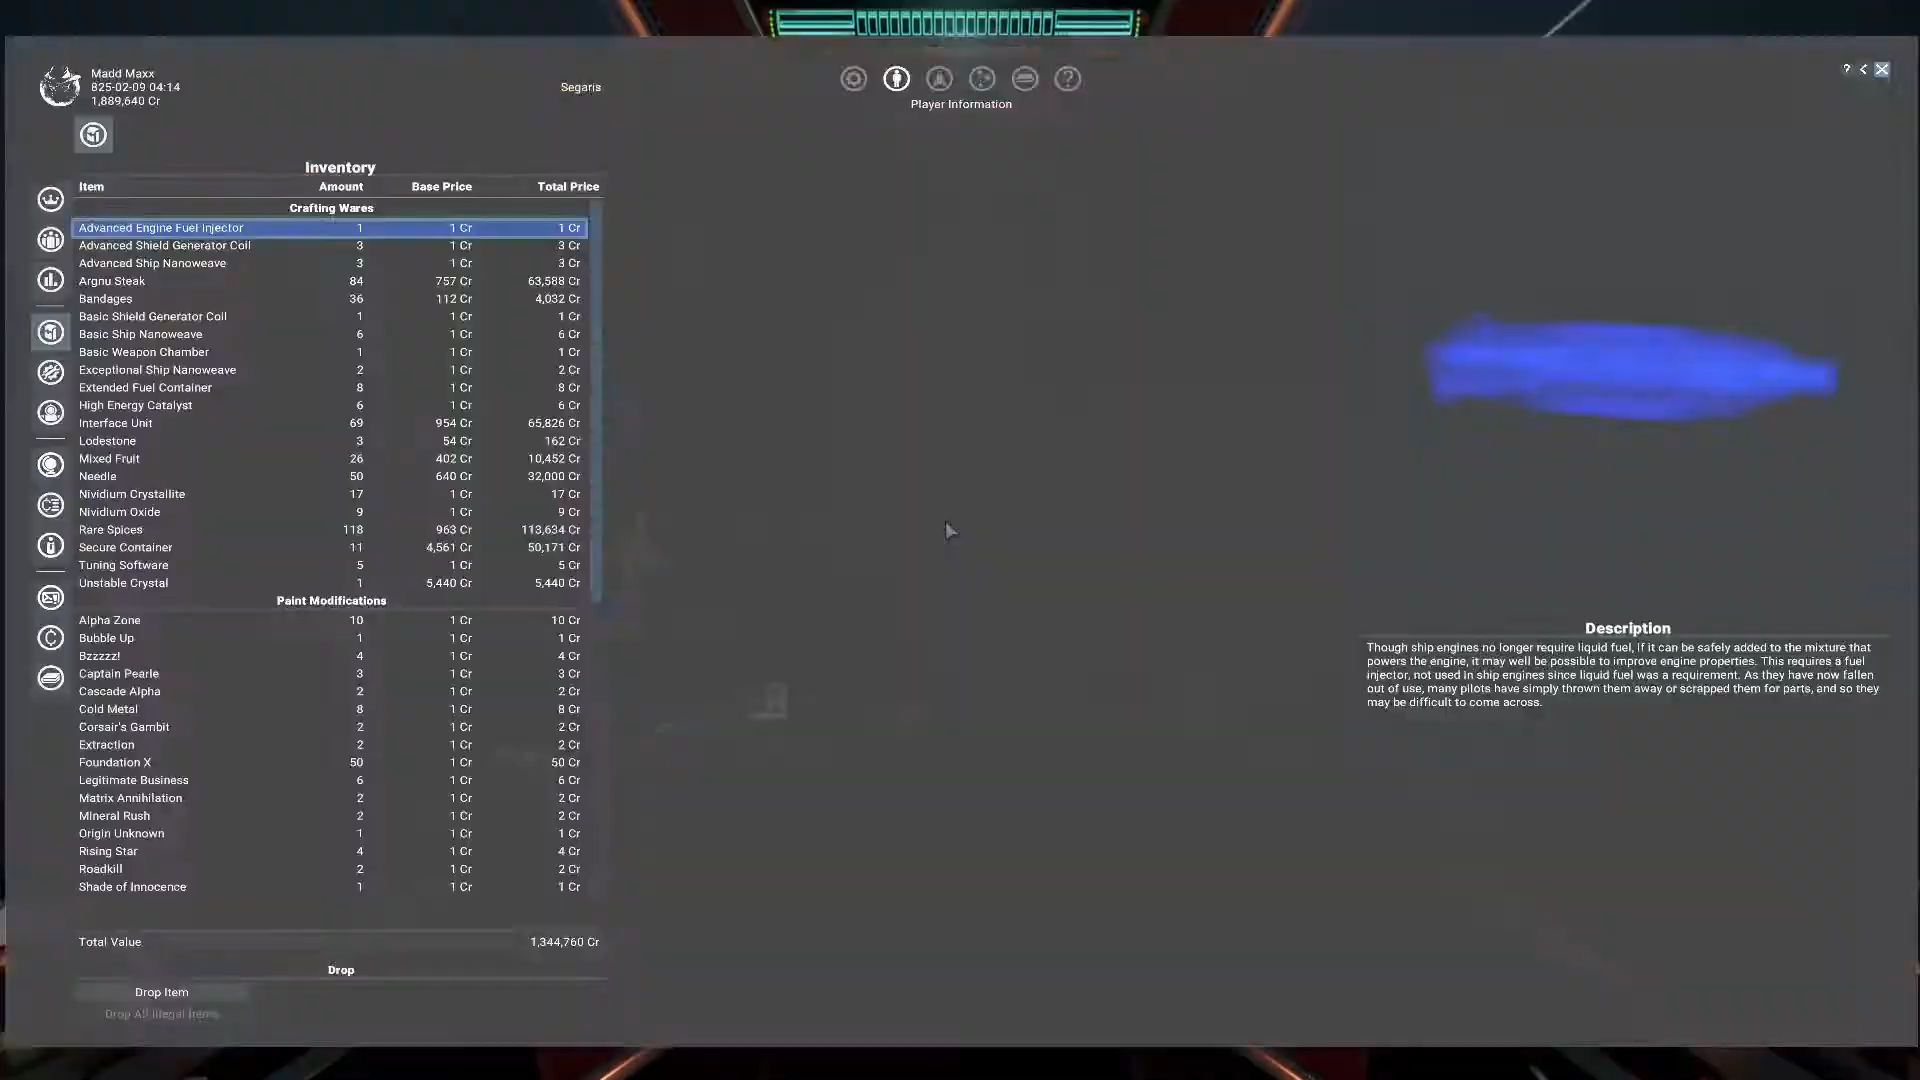 Madd Maxx
825-02-09 04:14
1,889,640 Cr
Segaris
Player Information
? <
Inventory
Item Amount Base Price Total Price
Crafting Wares
Advanced Engine Fuel Injector 1 1 Cr 1 Cr
Advanced Shield Generator Coil 3 1 Cr 3 Cr
Advanced Ship Nanoweave 3 1 Cr 3 Cr
Argnu Steak 84 757 Cr 63,588 Cr
Bandages 36 112 Cr 4,032 Cr
Basic Shield Generator Coil 1 1 Cr 1 Cr
Basic Ship Nanoweave 6 1 Cr 6 Cr
Basic Weapon Chamber 1 1 Cr 1 Cr
Exceptional Ship Nanoweave 2 1 Cr 2 Cr
Extended Fuel Container 8 1 Cr 8 Cr
High Energy Catalyst 6 1 Cr 6 Cr
Interface Unit 69 954 Cr 65,826 Cr
Lodestone 3 54 Cr 162 Cr
Mixed Fruit 26 402 Cr 10,452 Cr
Needle 50 640 Cr 32,000 Cr
Nividium Crystallite 17 1 Cr 17 Cr
Nividium Oxide 9 1 Cr 9 Cr
Rare Spices 118 963 Cr 113,634 Cr
Secure Container 11 4,561 Cr 50,171 Cr
Tuning Software 5 1 Cr 5 Cr
Unstable Crystal 1 5,440 Cr 5,440 Cr
Paint Modifications
Alpha Zone 10 1 Cr 10 Cr
Bubble Up 1 1 Cr 1 Cr
Bzzzzz! 4 1 Cr 4 Cr
Captain Pearle 3 1 Cr 3 Cr
Cascade Alpha 2 1 Cr 2 Cr
Cold Metal 8 1 Cr 8 Cr
Corsair's Gambit 2 1 Cr 2 Cr
Extraction 2 1 Cr 2 Cr
Foundation X 50 1 Cr 50 Cr
Legitimate Business 6 1 Cr 6 Cr
Matrix Annihilation 2 1 Cr 2 Cr
Mineral Rush 2 1 Cr 2 Cr
Origin Unknown 1 1 Cr 1 Cr
Rising Star 4 1 Cr 4 Cr
Roadkill 2 1 Cr 2 Cr
Shade of Innocence 1 1 Cr 1 Cr
Total Value 1,344,760 Cr
Drop
Drop Item
Drop All Illegal Items
Description
Though ship engines no longer require liquid fuel, if it can be safely added to the mixture that
powers the engine, it may well be possible to improve engine properties. This requires a fuel
injector, not used in ship engines since liquid fuel was a requirement. As they have now fallen
out of use, many pilots have simply thrown them away or scrapped them for parts, and so they
may be difficult to come across.